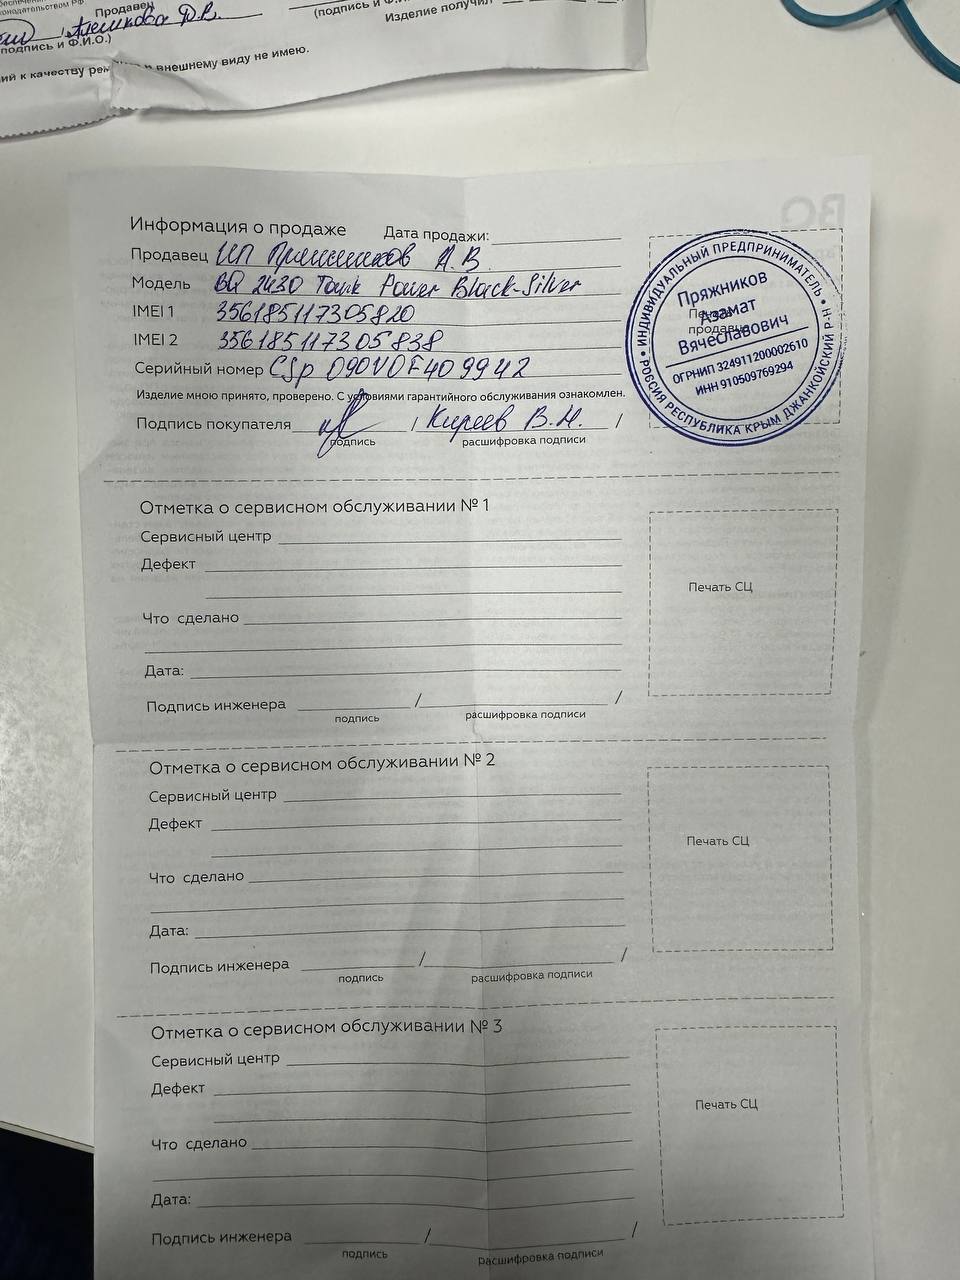 Продавец
(подпись и Ф.
Изделие получил
Алешкова Д.В.
подпись и Ф.И.О.)
ий к качеству рем и внешнему виду не имею.
Информация о продаже
Дата продажи:
Продавец ИП Пряжников А.В.
Модель BQ 2430 Tank Power Black-Silver
IMEI 1 356185117305820
IMEI 2 356185117305838
Серийный номер CSp 090V0F409942
Изделие мною принято, проверено. С условиями гарантийного обслуживания ознакомлен.
Подпись покупателя / Киреев В.Н. /
подпись расшифровка подписи
Печать
продавца
РОССИЯ РЕСПУБЛИКА КРЫМ ДЖАНКОЙСКИЙ Р-Н • ИНДИВИДУАЛЬНЫЙ ПРЕДПРИНИМАТЕЛЬ •
Пряжников
Азамат
Вячеславович
ОГРНИП 324911200002610
ИНН 910509769294
Отметка о сервисном обслуживании № 1
Сервисный центр
Дефект
Печать СЦ
Что сделано
Дата:
Подпись инженера / /
подпись расшифровка подписи
Отметка о сервисном обслуживании № 2
Сервисный центр
Дефект
Печать СЦ
Что сделано
Дата:
Подпись инженера / /
подпись расшифровка подписи
Отметка о сервисном обслуживании № 3
Сервисный центр
Дефект
Печать СЦ
Что сделано
Дата:
Подпись инженера / /
подпись расшифровка подписи